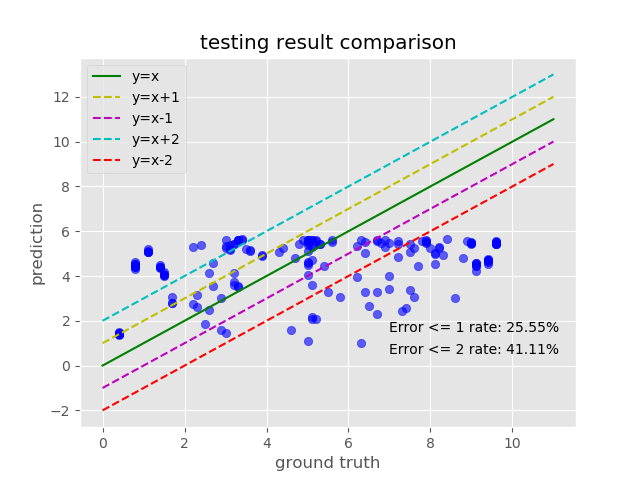 testing result comparison
y=x
y=x+1
y=x-1
y=x+2
y=x-2
12
10
8
6
4
2
0
−2
prediction
Error <= 1 rate: 25.55%
Error <= 2 rate: 41.11%
0 2 4 6 8 10
ground truth